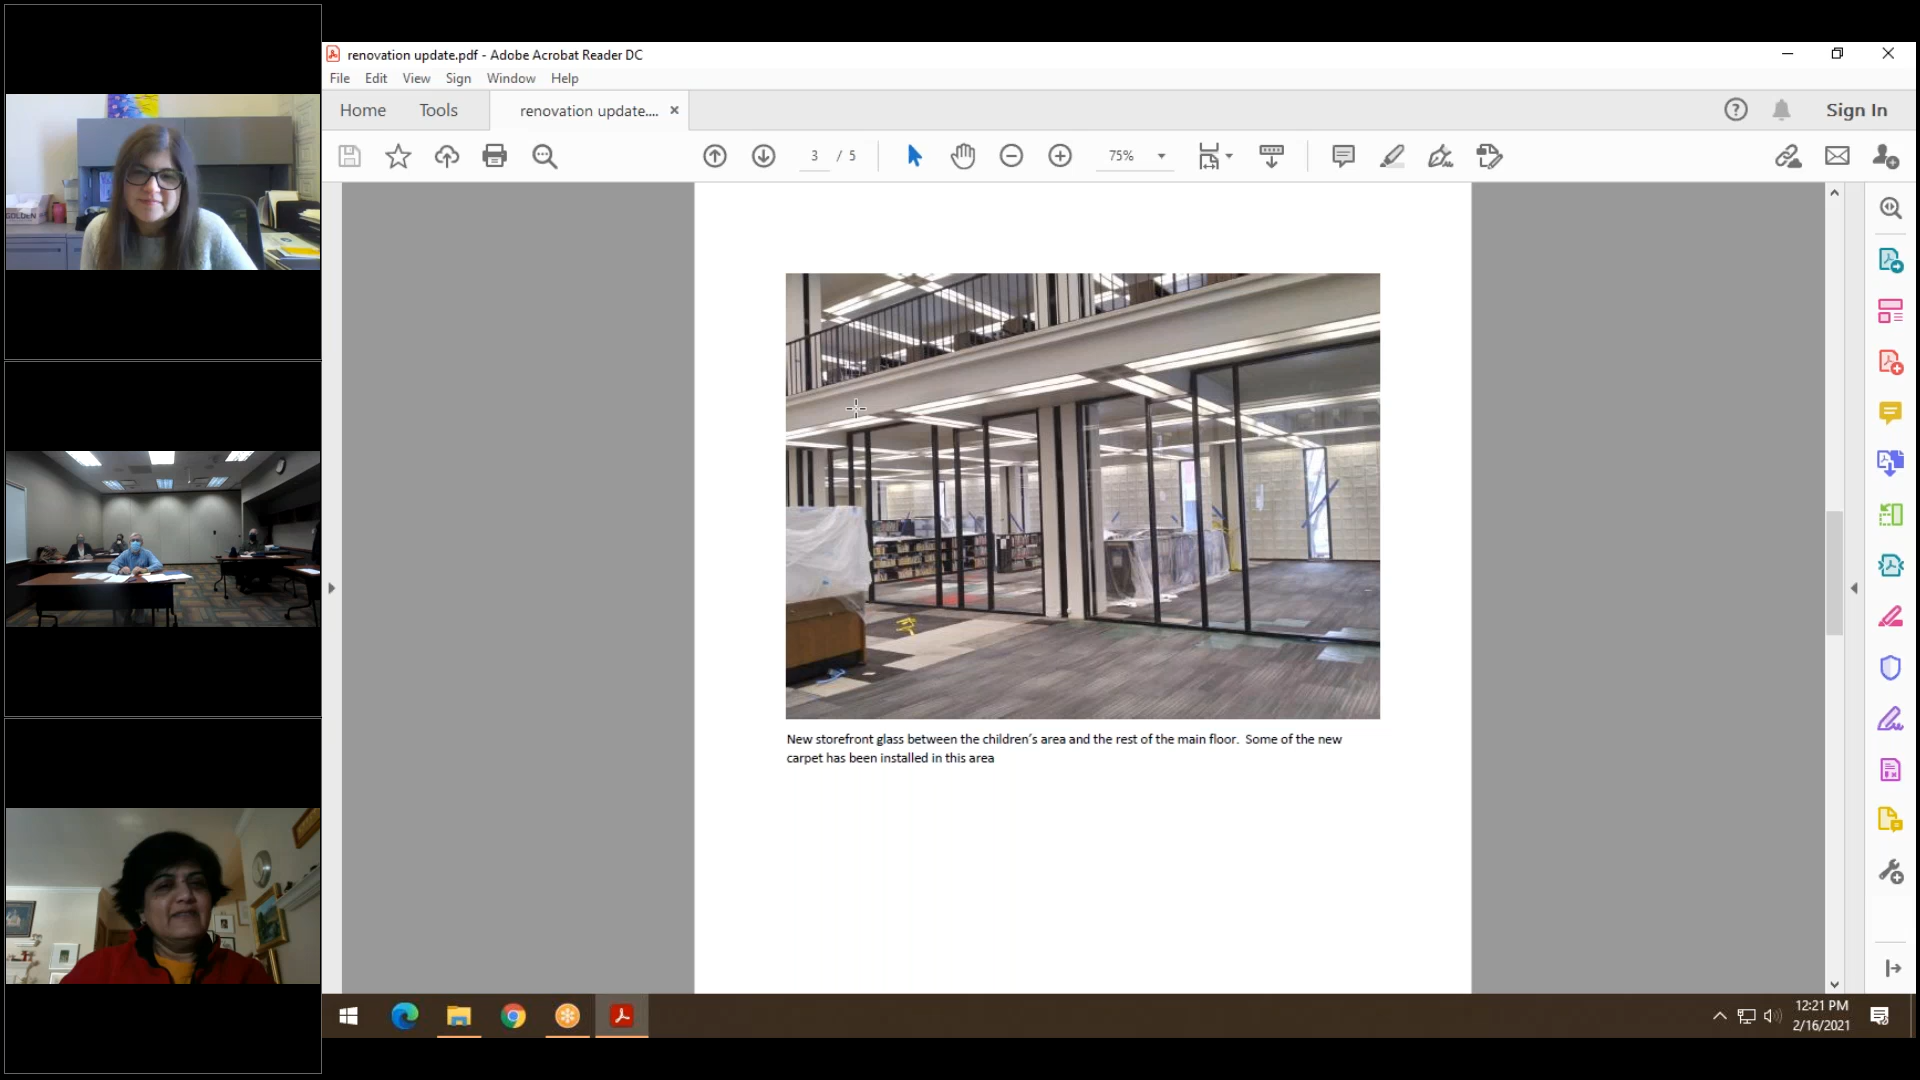 renovation update.pdf - Adobe Acrobat Reader DC
File Edit View Sign Window Help
Home Tools renovation update.... Sign In
3 / 5 75%
GOLDEN
New storefront glass between the children's area and the rest of the main floor.  Some of the new
carpet has been installed in this area
12:21 PM
2/16/2021